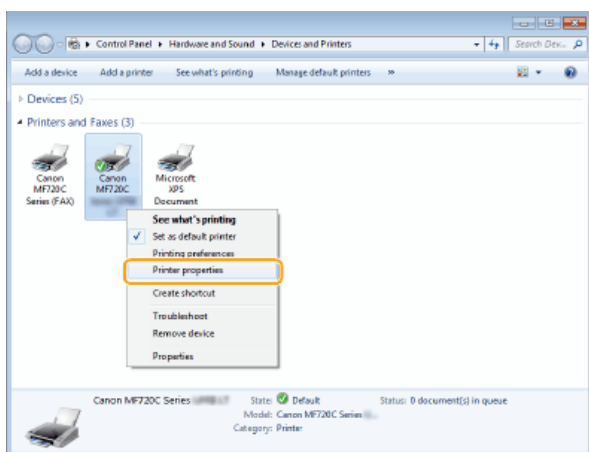 Control Panel ▸ Hardware and Sound ▸ Devices and Printers
Search Dev...
Add a device Add a printer See what's printing Manage default printers »
Devices (5)
Printers and Faxes (3)
Canon MF720C Series (FAX)
Canon MF720C
Microsoft XPS Document
See what's printing
Set as default printer
Printing preferences
Printer properties
Create shortcut
Troubleshoot
Remove device
Properties
Canon MF720C Series State: Default Status: 0 document(s) in queue
Model: Canon MF720C Series
Category: Printer